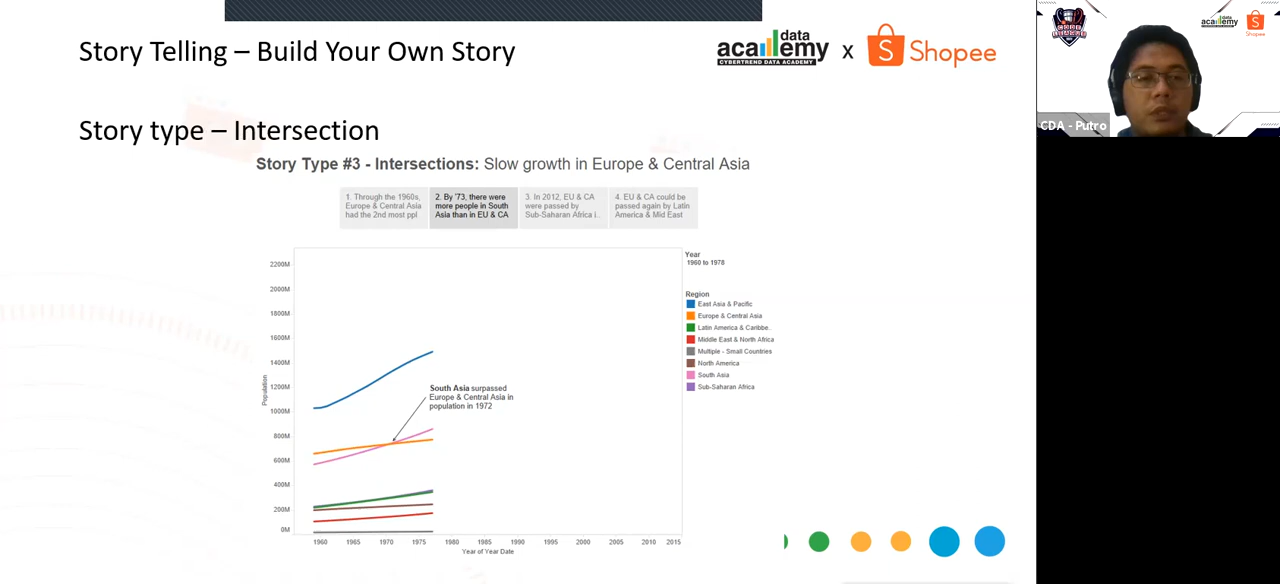 Story Telling – Build Your Own Story
data
academy
CYBERTREND DATA ACADEMY
x
Shopee
Story type – Intersection
Story Type #3 - Intersections: Slow growth in Europe & Central Asia
1. Through the 1960s,
Europe & Central Asia
had the 2nd most ppl
2. By '73, there were
more people in South
Asia than in EU & CA
3. In 2012, EU & CA
were passed by
Sub-Saharan Africa i..
4. EU & CA could be
passed again by Latin
America & Mid East
Year
1960 to 1978
Region
East Asia & Pacific
Europe & Central Asia
Latin America & Caribbe..
Middle East & North Africa
Multiple - Small Countries
North America
South Asia
Sub-Saharan Africa
Population
2200M
2000M
1800M
1600M
1400M
1200M
1000M
800M
600M
400M
200M
0M
South Asia surpassed
Europe & Central Asia in
population in 1972
1960 1965 1970 1975 1980 1985 1990 1995 2000 2005 2010 2015
Year of Year Date
data
academy
Shopee
CDA - Putro